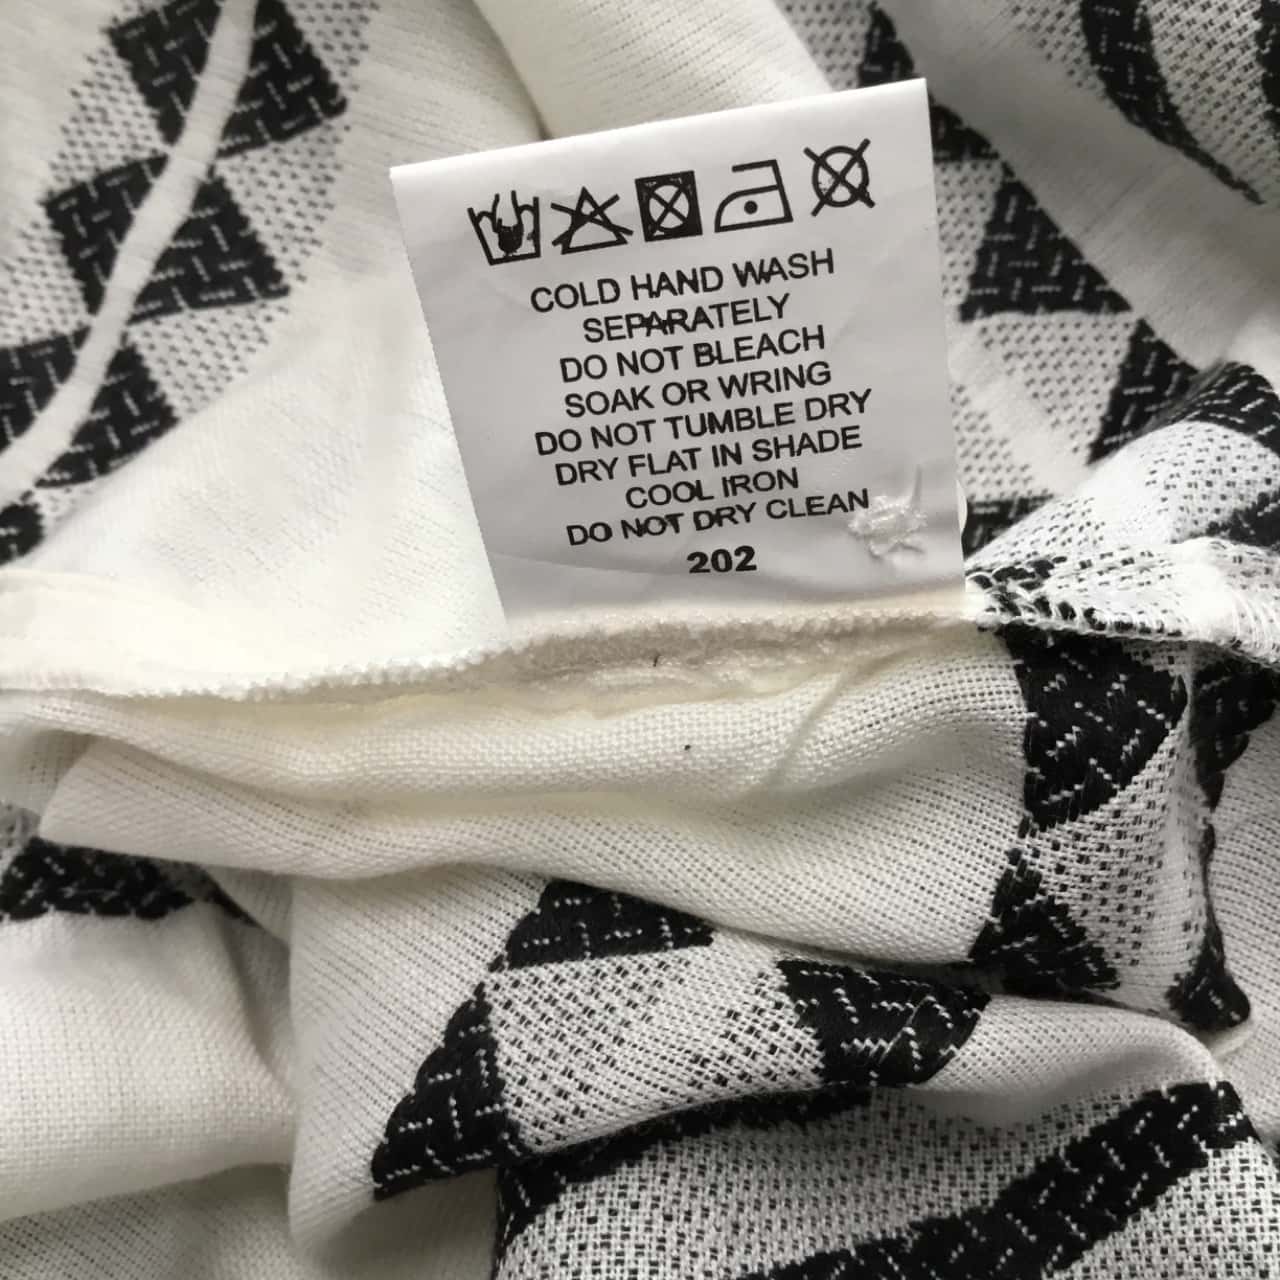 COLD HAND WASH
SEPARATELY
DO NOT BLEACH
SOAK OR WRING
DO NOT TUMBLE DRY
DRY FLAT IN SHADE
COOL IRON
DO NOT DRY CLEAN
202